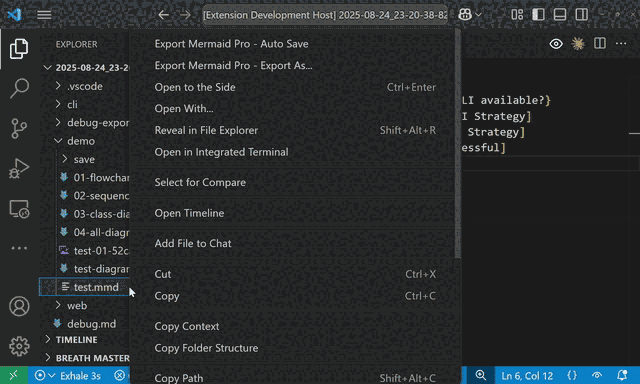 [Extension Development Host] 2025-08-24_23-20-38-82
EXPLORER
2025-08-24_23-20
.vscode
cli
debug-expor
demo
save
01-flowchar
02-sequenc
03-class-dia
04-all-diagr
test-01-52ca
test-diagram
test.mmd
web
debug.md
TIMELINE
BREATH MASTER
Export Mermaid Pro - Auto Save
Export Mermaid Pro - Export As...
Open to the Side Ctrl+Enter
Open With...
Reveal in File Explorer Shift+Alt+R
Open in Integrated Terminal
Select for Compare
Open Timeline
Add File to Chat
Cut Ctrl+X
Copy Ctrl+C
Copy Context
Copy Folder Structure
Copy Path Shift+Alt+C
LI available?}
I Strategy]
Strategy]
essful]
Exhale 3s
Ln 6, Col 12
{}